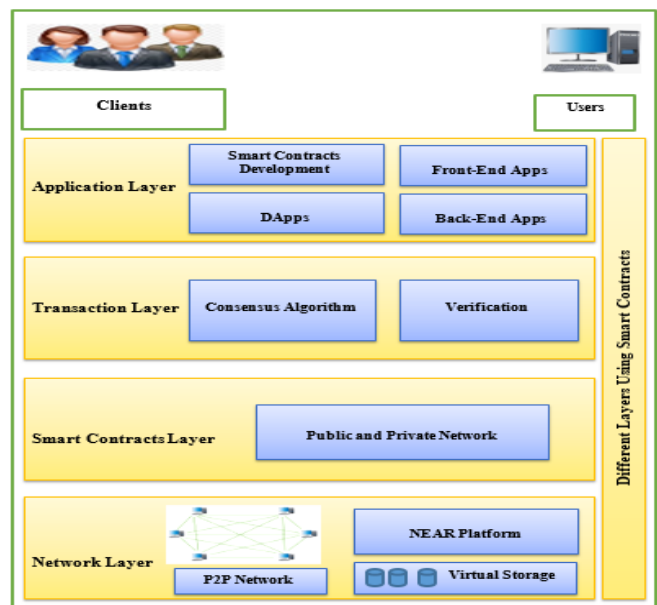 Clients
Users
Application Layer
Smart Contracts
Development
Front-End Apps
DApps
Back-End Apps
Transaction Layer
Consensus Algorithm
Verification
Smart Contracts Layer
Public and Private Network
Network Layer
P2P Network
NEAR Platform
Virtual Storage
Different Layers Using Smart Contracts